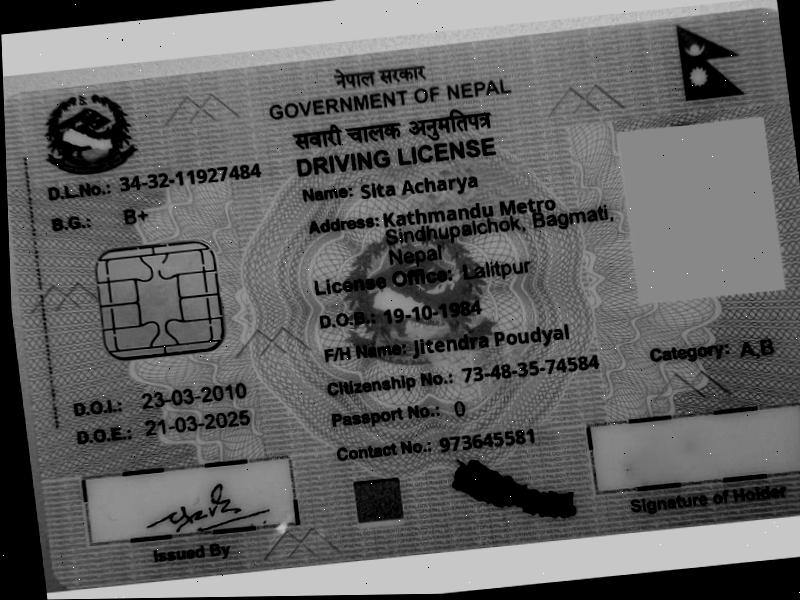 नेपाल सरकार
GOVERNMENT OF NEPAL
सवारी चालक अनुमतिपत्र
DRIVING LICENSE
D.L.No.: 34-32-11927484
B.G.: B+
Name: Sita Acharya
Address: Kathmandu Metro
Sindhupalchok, Bagmati,
Nepal
License Office: Lalitpur
D.O.B.: 19-10-1984
F/H Name: Jitendra Poudyal
Citizenship No.: 73-48-35-74584
Category: A,B
Passport No.: 0
D.O.I.: 23-03-2010
D.O.E.: 21-03-2025
Contact No.: 973645581
Issued By
Signature of Holder